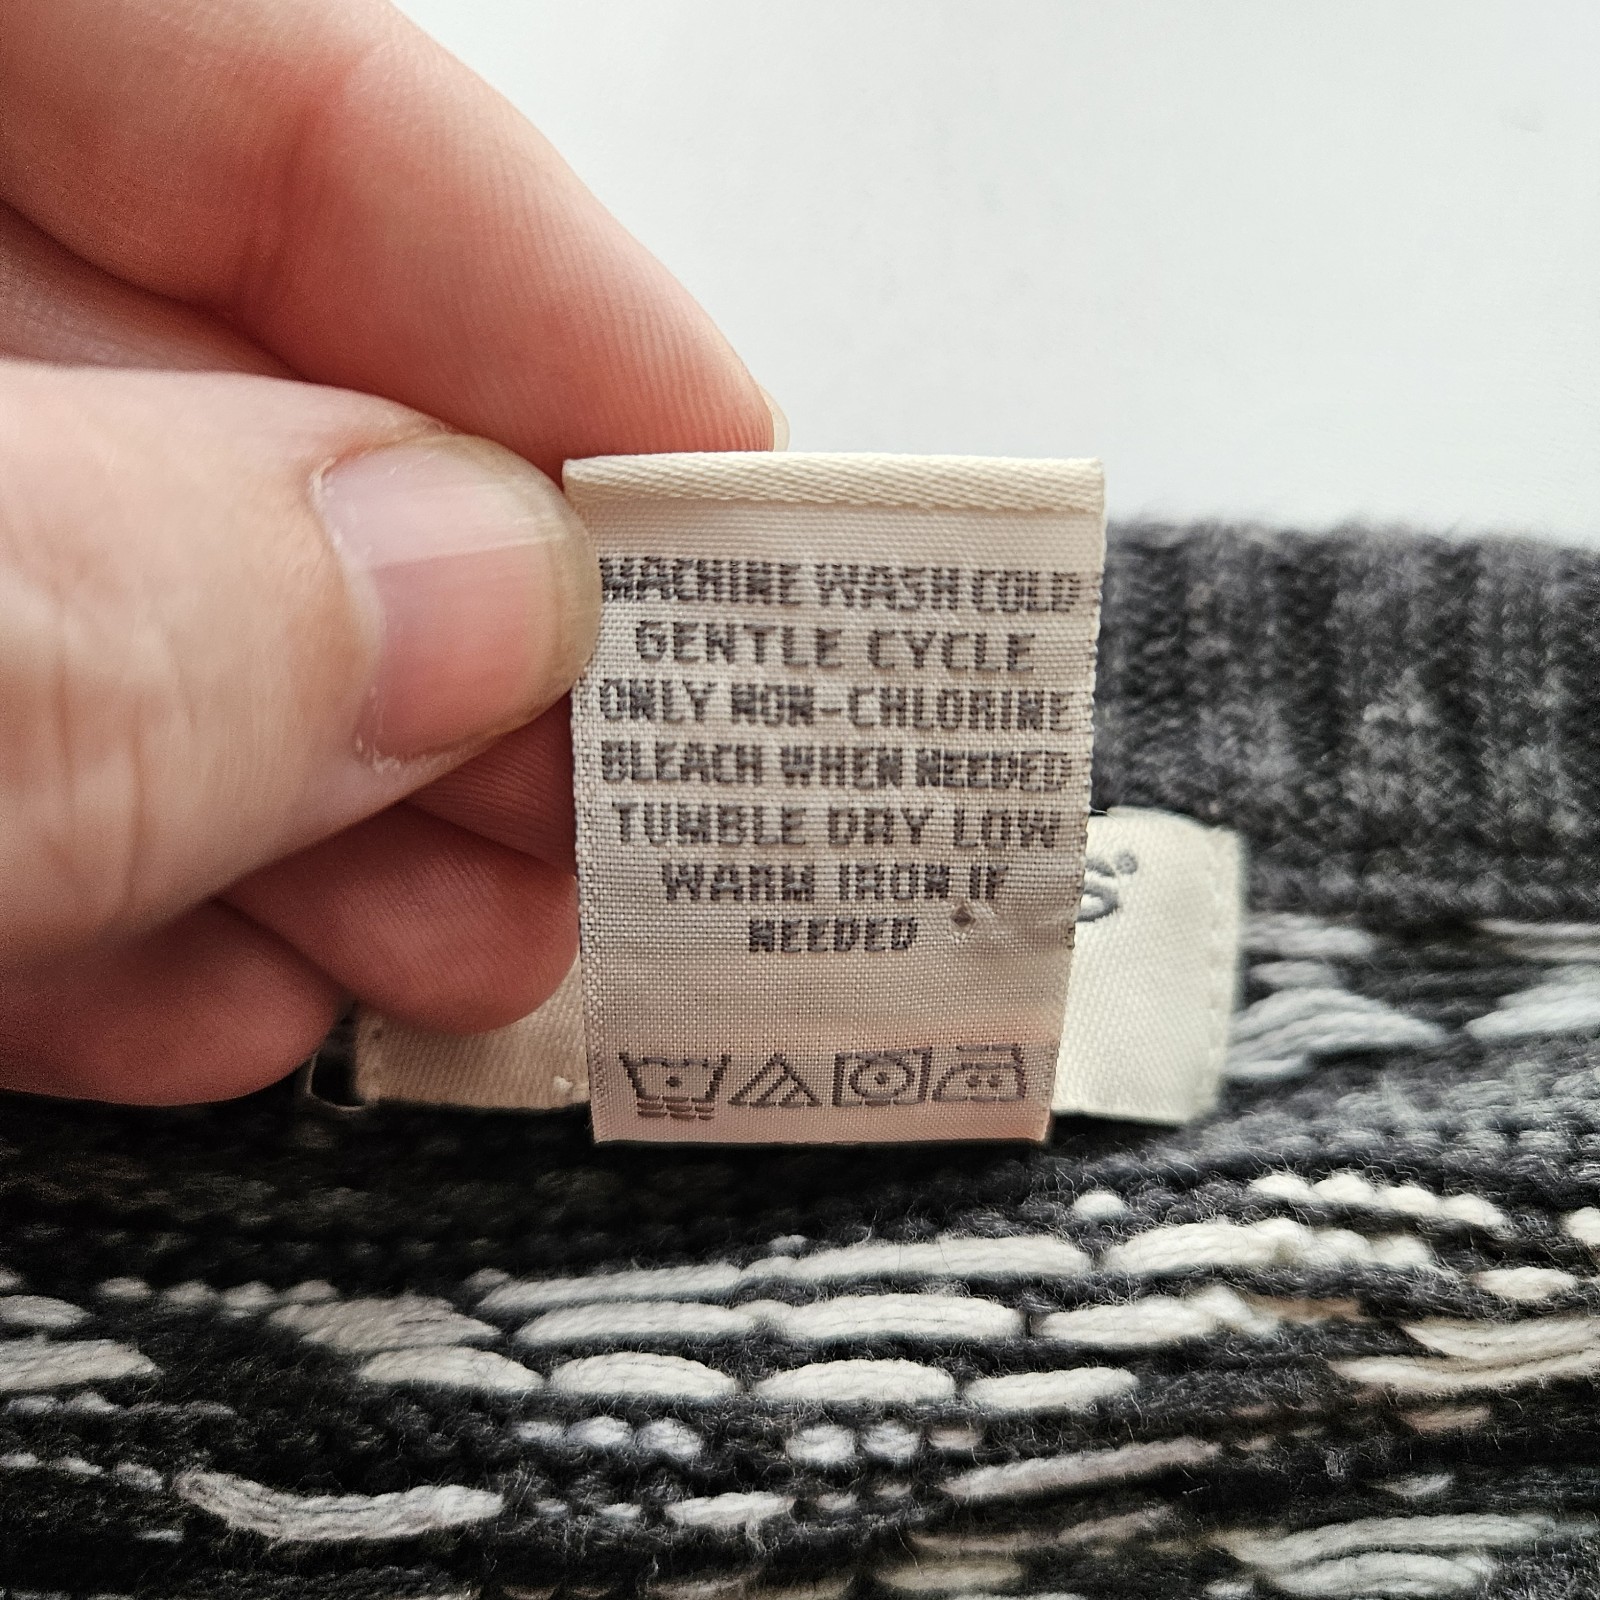 MACHINE WASH COLD
GENTLE CYCLE
ONLY NON-CHLORINE
BLEACH WHEN NEEDED
TUMBLE DRY LOW
WARM IRON IF
NEEDED